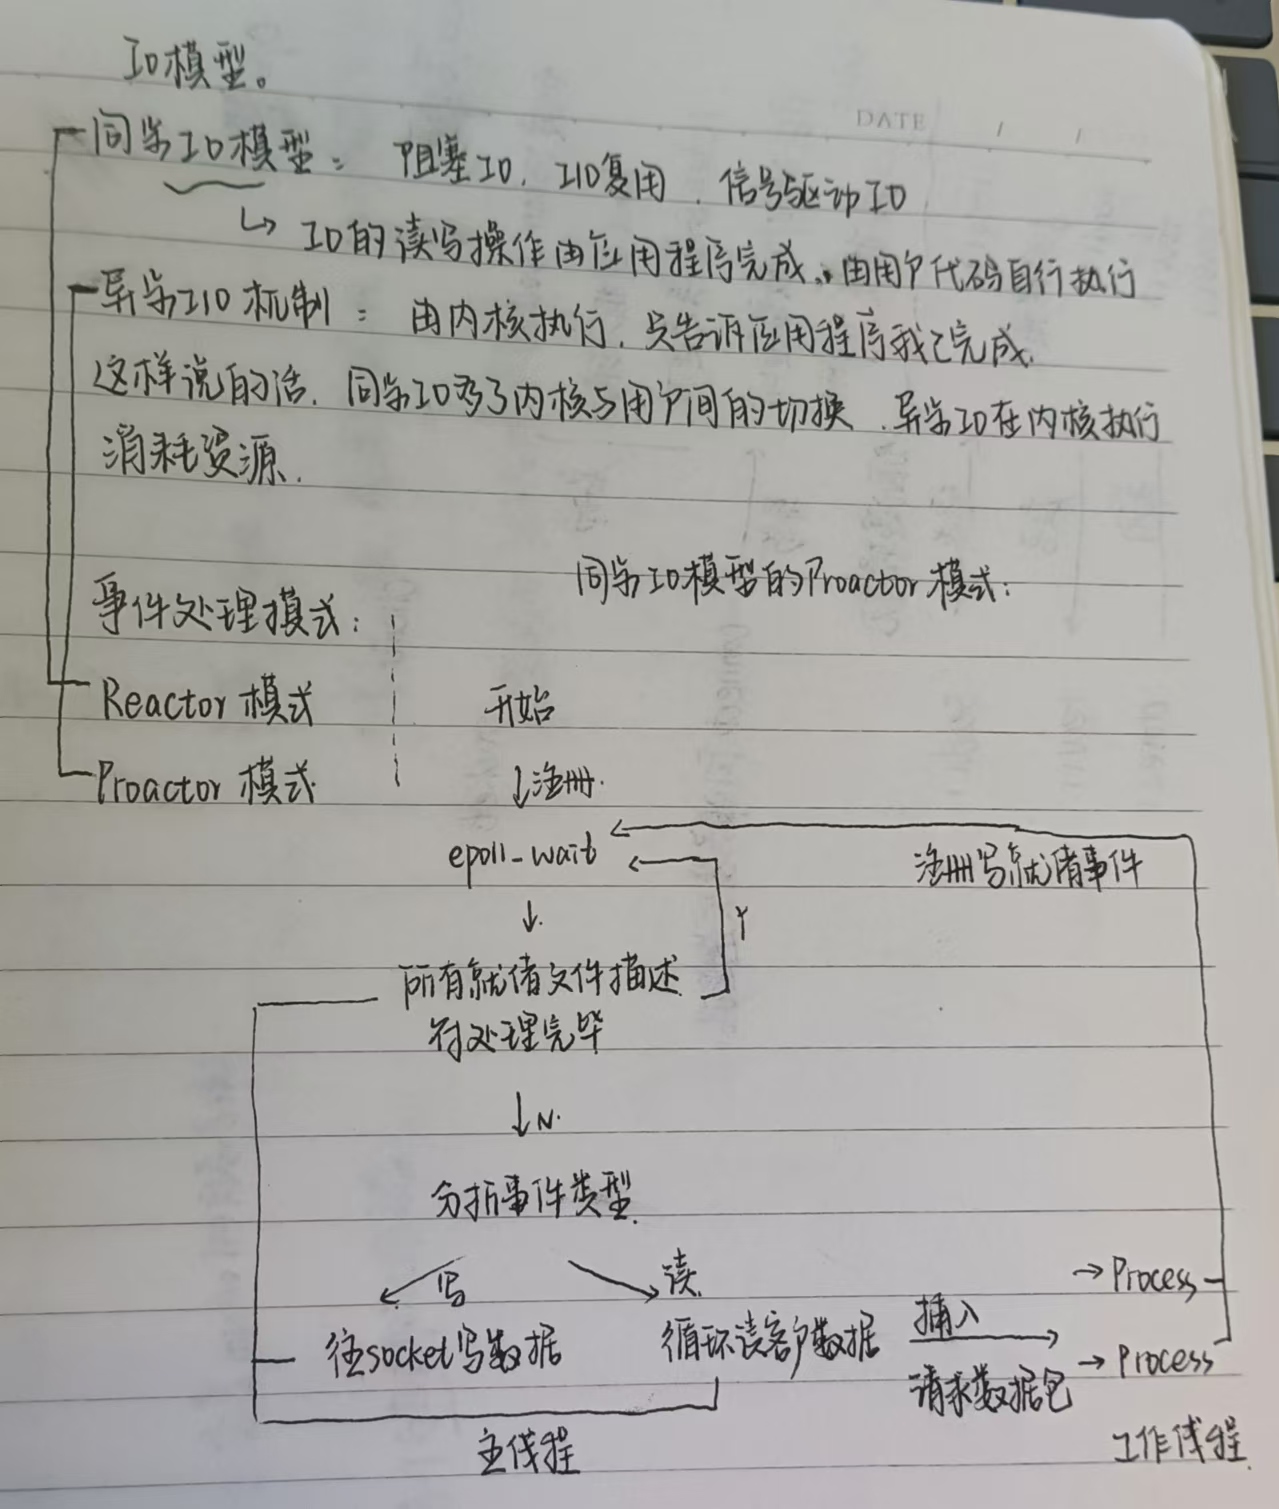 IO模型。
DATE / /
同步IO模型: 阻塞IO, I/O复用, 信号驱动IO
↳ IO的读写操作由应用程序完成, 由用户代码自行执行
异步I/O机制: 由内核执行, 只告诉应用程序我已完成.
这样说的话, 同步IO多了内核与用户间的切换, 异步IO在内核执行
消耗资源.
同步IO模型的Proactor模式:
事件处理模式:
Reactor 模式
Proactor 模式
开始
↓注册.
epoll_wait
注册写就绪事件
↓. Y
所有就绪文件描述
符处理完毕
↓N.
分析事件类型.
写 读.
往socket写数据 循环读客户数据 插入
请求数据包
→Process
→Process
主线程
工作线程.